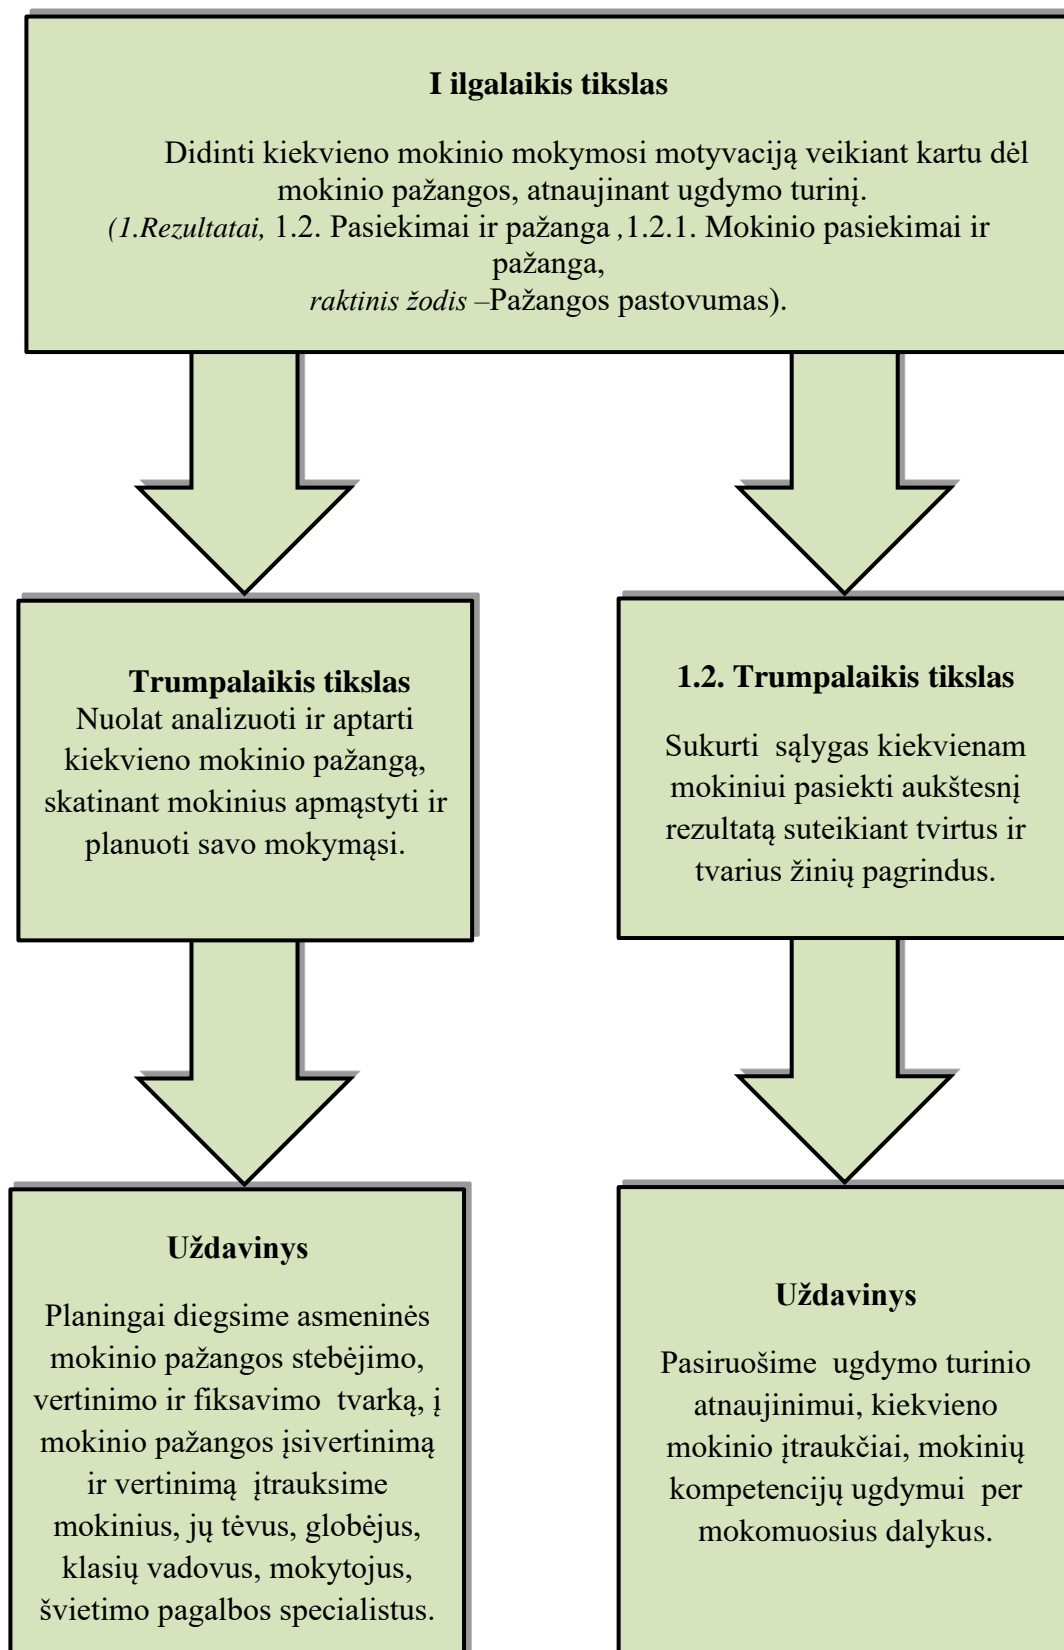 I ilgalaikis tikslas
Didinti kiekvieno mokinio mokymosi motyvaciją veikiant kartu dėl
mokinio pažangos, atnaujinant ugdymo turinį.
(1.Rezultatai, 1.2. Pasiekimai ir pažanga ,1.2.1. Mokinio pasiekimai ir
pažanga,
raktinis žodis –Pažangos pastovumas).
Trumpalaikis tikslas
Nuolat analizuoti ir aptarti
kiekvieno mokinio pažangą,
skatinant mokinius apmąstyti ir
planuoti savo mokymąsi.
1.2. Trumpalaikis tikslas
Sukurti sąlygas kiekvienam
mokiniui pasiekti aukštesnį
rezultatą suteikiant tvirtus ir
tvarius žinių pagrindus.
Uždavinys
Planingai diegsime asmeninės
mokinio pažangos stebėjimo,
vertinimo ir fiksavimo tvarką, į
mokinio pažangos įsivertinimą
ir vertinimą įtrauksime
mokinius, jų tėvus, globėjus,
klasių vadovus, mokytojus,
švietimo pagalbos specialistus.
Uždavinys
Pasiruošime ugdymo turinio
atnaujinimui, kiekvieno
mokinio įtraukčiai, mokinių
kompetencijų ugdymui per
mokomuosius dalykus.